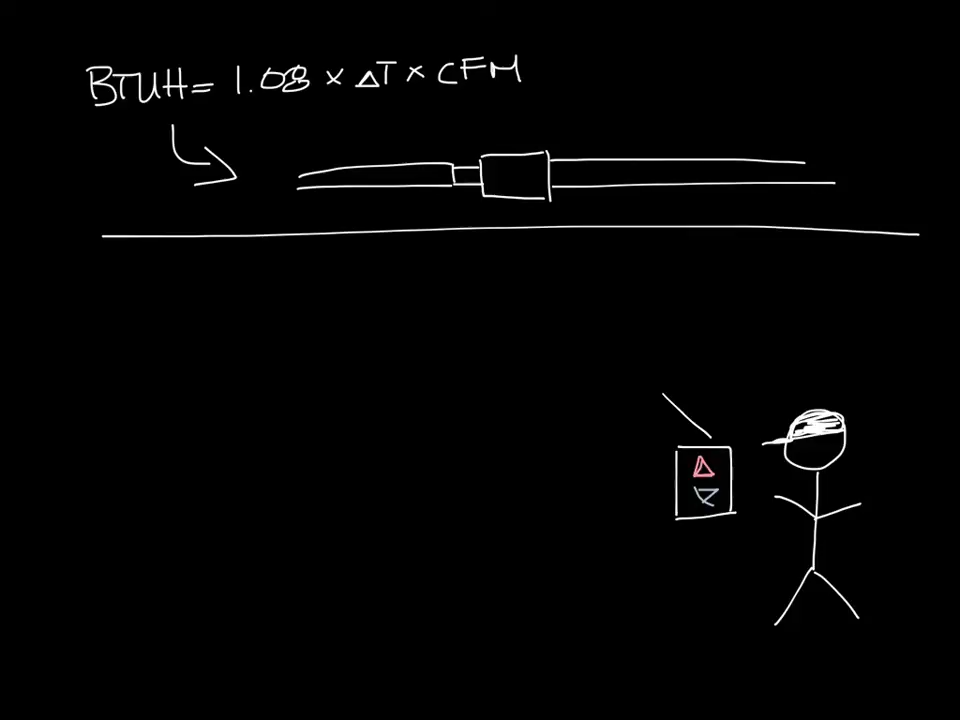 BTUH = 1.08 × ΔT × CFM